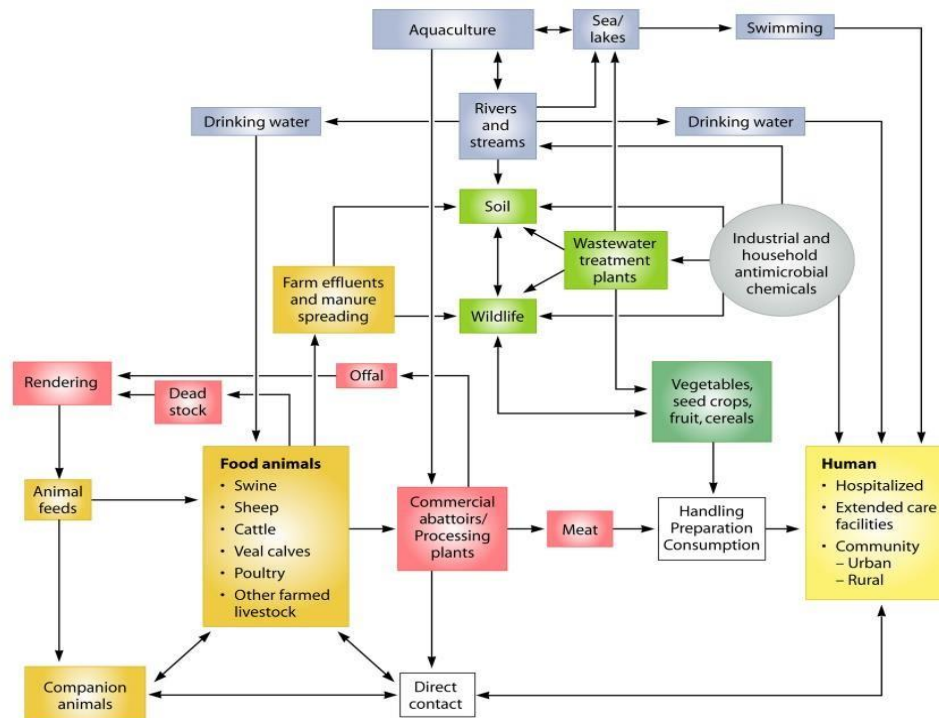 Aquaculture
Sea/
lakes
Swimming
Drinking water
Rivers
and
streams
Drinking water
Soil
Wastewater
treatment
plants
Industrial and
household
antimicrobial
chemicals
Farm effluents
and manure
spreading
Wildlife
Rendering
Dead
stock
Offal
Vegetables,
seed crops,
fruit, cereals
Animal
feeds
Food animals
• Swine
• Sheep
• Cattle
• Veal calves
• Poultry
• Other farmed
livestock
Commercial
abattoirs/
Processing
plants
Meat
Handling
Preparation
Consumption
Human
• Hospitalized
• Extended care
facilities
• Community
– Urban
– Rural
Companion
animals
Direct
contact